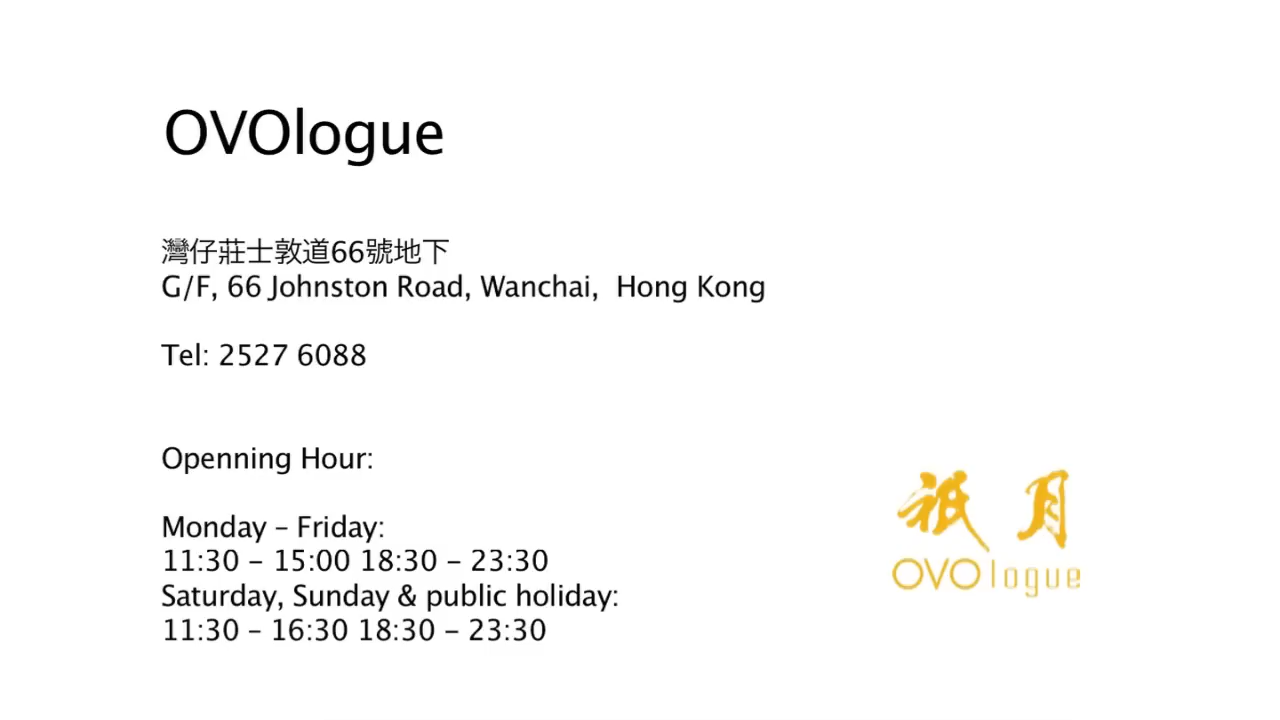 OVOlogue
灣仔莊士敦道66號地下
G/F, 66 Johnston Road, Wanchai,  Hong Kong
Tel: 2527 6088
Openning Hour:
Monday – Friday:
11:30 – 15:00 18:30 – 23:30
Saturday, Sunday & public holiday:
11:30 – 16:30 18:30 – 23:30
祇月
OVOlogue